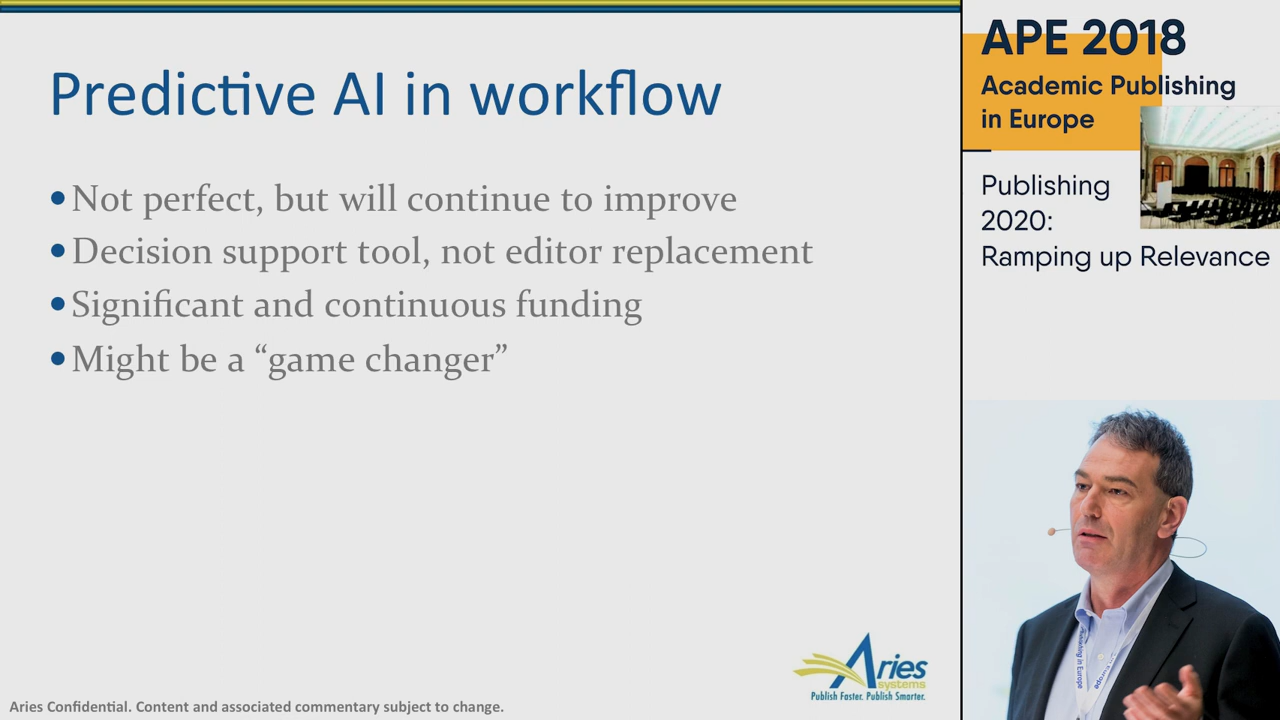 Predictive AI in workflow
•Not perfect, but will continue to improve
•Decision support tool, not editor replacement
•Significant and continuous funding
•Might be a “game changer”
Aries
systems
Publish Faster. Publish Smarter.
Aries Confidential. Content and associated commentary subject to change.
APE 2018
Academic Publishing
in Europe
Publishing
2020:
Ramping up Relevance